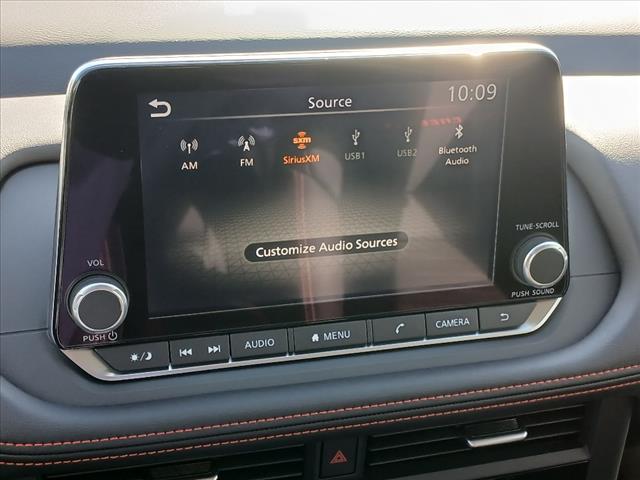 Source
10:09
AM
FM
sxm
SiriusXM
USB1
USB2
Bluetooth
Audio
Customize Audio Sources
VOL
PUSH
TUNE·SCROLL
PUSH SOUND
AUDIO
MENU
CAMERA